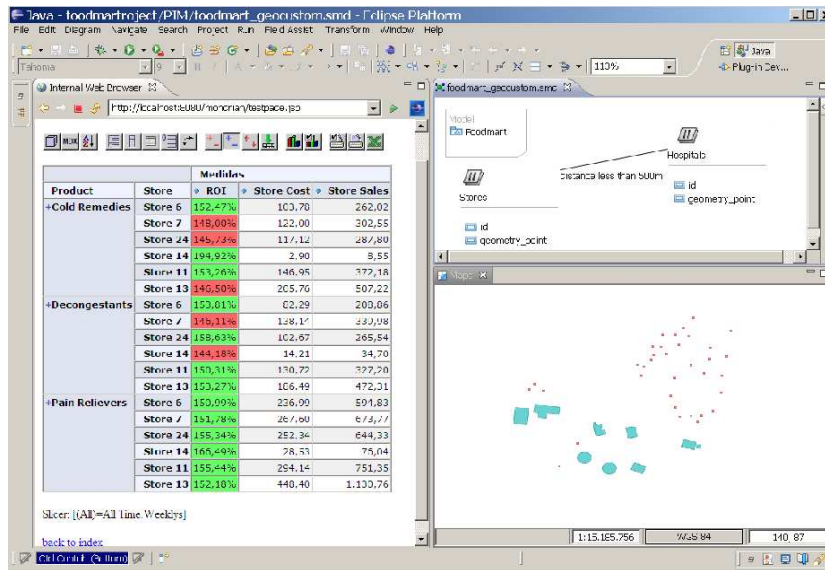 Java - foodmartroject/PIM/foodmart_geocustom.smd - Eclipse Platform
File Edit Diagram Navigate Search Project Run Field Assist Transform Window Help
Java
Tahoma 9 110% Plug-in Dev...
Internal Web Browser
http://localhost:8080/mondrian/testpage.jsp
MDX
Medidas
Product Store ROI Store Cost Store Sales
+Cold Remedies Store 6 152,47% 103,78 262,02
Store 7 148,00% 122,00 302,55
Store 24 145,73% 117,12 287,80
Store 14 194,92% 2,90 8,55
Store 11 153,26% 146,95 372,18
Store 13 146,50% 205,76 507,22
+Decongestants Store 6 153,81% 82,29 208,86
Store 7 146,11% 138,14
Store 24 158,63% 102,67 265,54
Store 14 144,18% 14,21 34,70
Store 11 150,31% 130,72 327,20
Store 13 153,27% 186,49 472,31
+Pain Relievers Store 6 150,99% 236,99 594,83
Store 7 151,78% 267,60 673,77
Store 24 155,34% 252,34 644,33
Store 14 166,49% 28,53 76,04
Store 11 155,44% 294,14 751,35
Store 13 152,18% 448,40 1.130,76
Slicer: [(All)=All Time.Weeklys]
back to index
foodmart_geocustom.smd
Model
Foodmart
Hospitals
distance less than 500m
id
geometry_point
Stores
id
geometry_point
Maps
1:15.185.756 WGS 84 140, 87